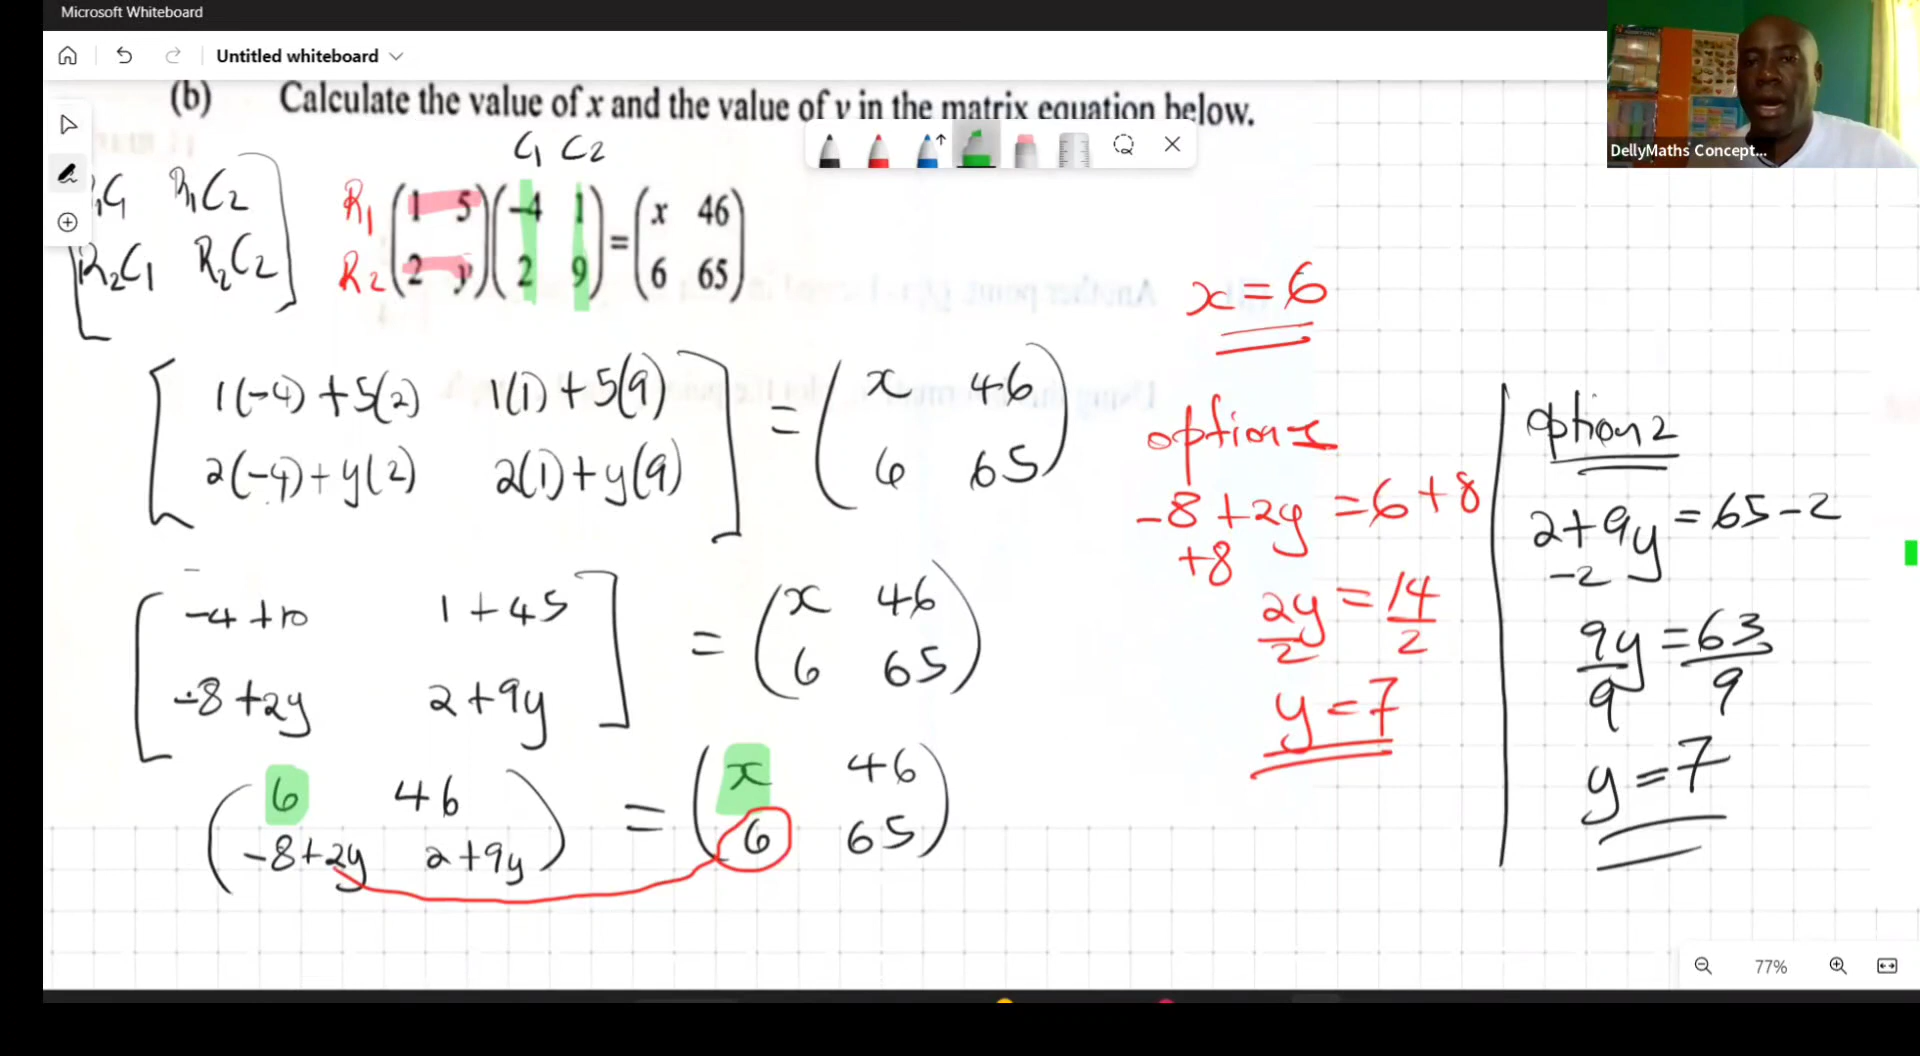 Microsoft Whiteboard
Untitled whiteboard
DellyMaths Concept...
(b) Calculate the value of x and the value of y in the matrix equation below.
C1 C2
R1C2
R2C1 R2C2
R1 (1 5) (-4 1) = (x 46)
R2 (2 y) (2 9) (6 65)
[1(-4)+5(2) 1(1)+5(9)] = (x 46)
[2(-4)+y(2) 2(1)+y(9)] (6 65)
[-4+10 1+45] = (x 46)
[-8+2y 2+9y] (6 65)
(6 46) = (x 46)
(-8+2y 2+9y) (6 65)
x=6
option 1
-8+2y=6+8
+8
2y=14
2 2
y=7
option 2
2+9y=65-2
-2
9y=63
9 9
y=7
77%